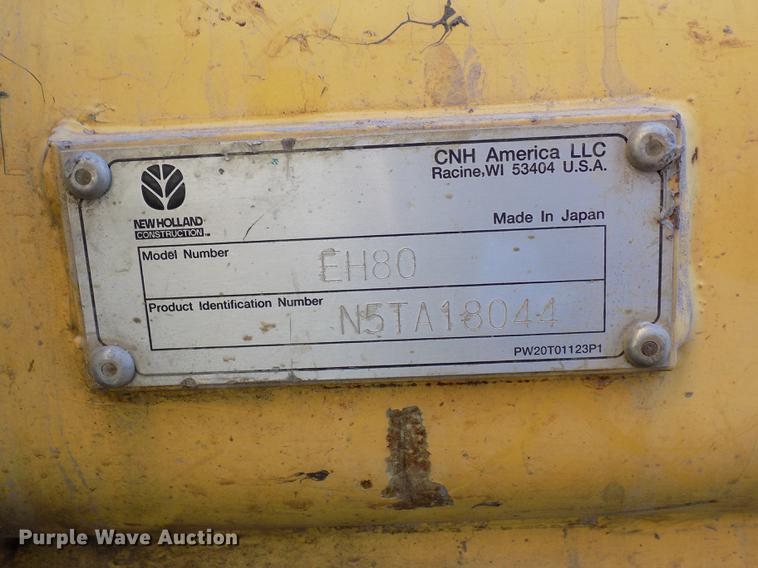 CNH America LLC
Racine,WI 53404 U.S.A.
NEW HOLLAND
CONSTRUCTION™
Made In Japan
Model Number EH80
Product Identification Number N5TA18044
PW20T01123P1
Purple Wave Auction®